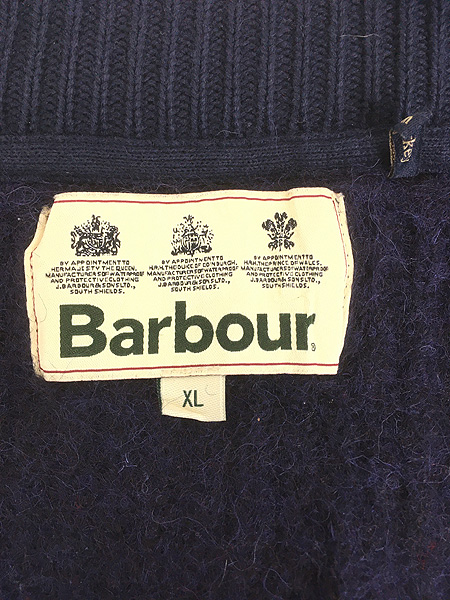 BY APPOINTMENT TO
HER MAJESTY THE QUEEN,
MANUFACTURERS OF WATERPROOF
AND PROTECTIVE CLOTHING
J.BARBOUR & SONS LTD.,
SOUTH SHIELDS.
BY APPOINTMENT TO
H.R.H. THE DUKE OF EDINBURGH,
MANUFACTURERS OF WATERPROOF
AND PROTECTIVE CLOTHING
J.BARBOUR & SONS LTD.,
SOUTH SHIELDS.
BY APPOINTMENT TO
H.R.H. THE PRINCE OF WALES,
MANUFACTURERS OF WATERPROOF
AND PROTECTIVE CLOTHING
J.BARBOUR & SONS LTD.,
SOUTH SHIELDS.
Barbour
XL